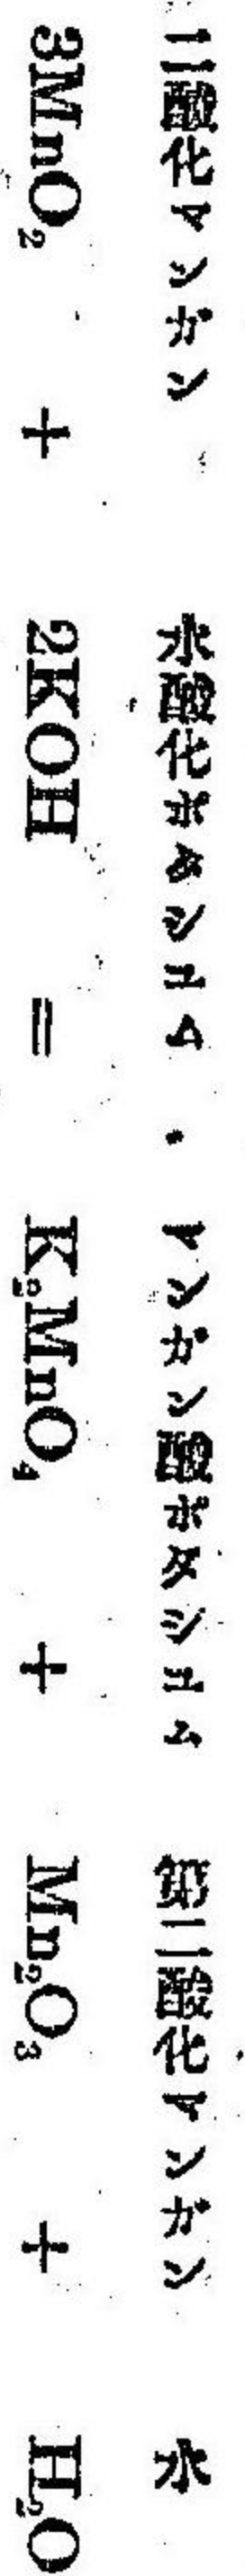 二酸化マンガン 水酸化ポタシユム マンガン酸ポタシユム 第二酸化マンガン 水
3MnO₂ + 2KOH = K₂MnO₄ + Mn₂O₃ + H₂O